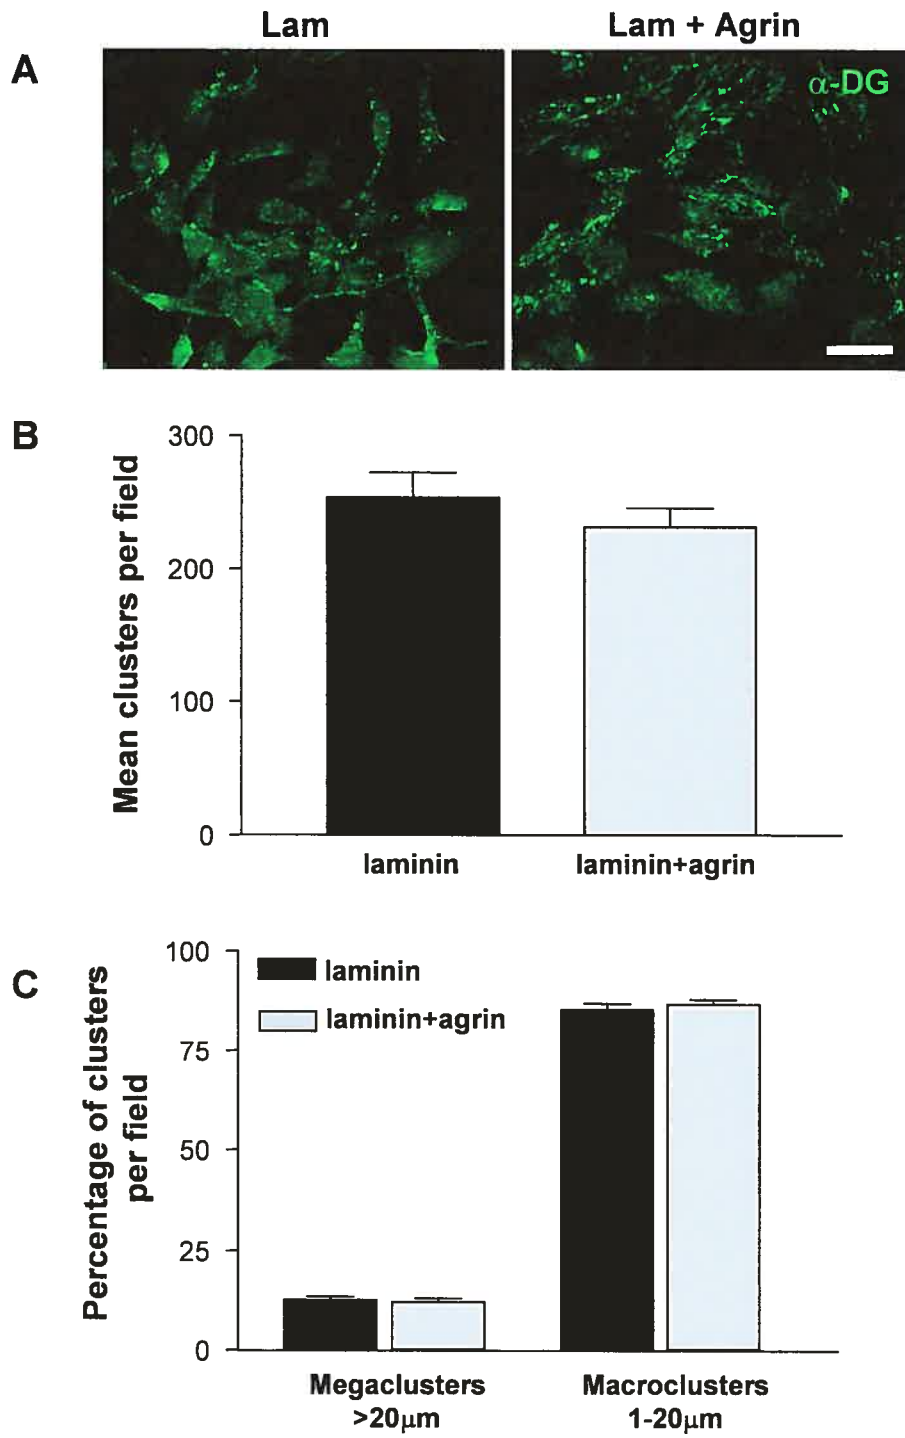 Lam
Lam + Agrin
A
α-DG
B
Mean clusters per field
300
200
100
0
laminin
laminin+agrin
C
Percentage of clusters
per field
100
75
50
25
0
laminin
laminin+agrin
Megaclusters
>20μm
Macroclusters
1-20μm